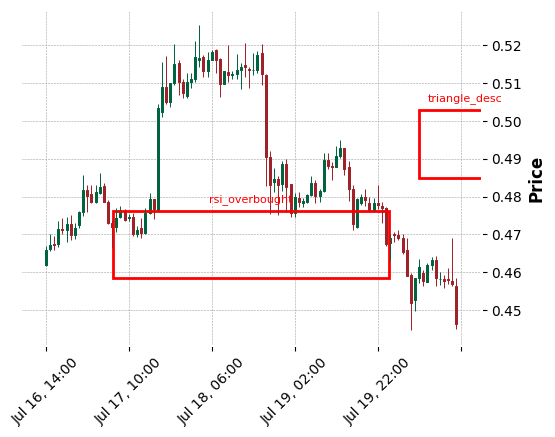 0.52
0.51
triangle_desc
0.50
0.49
rsi_overbought
0.48
0.47
0.46
0.45
Price
Jul 16, 14:00
Jul 17, 10:00
Jul 18, 06:00
Jul 19, 02:00
Jul 19, 22:00